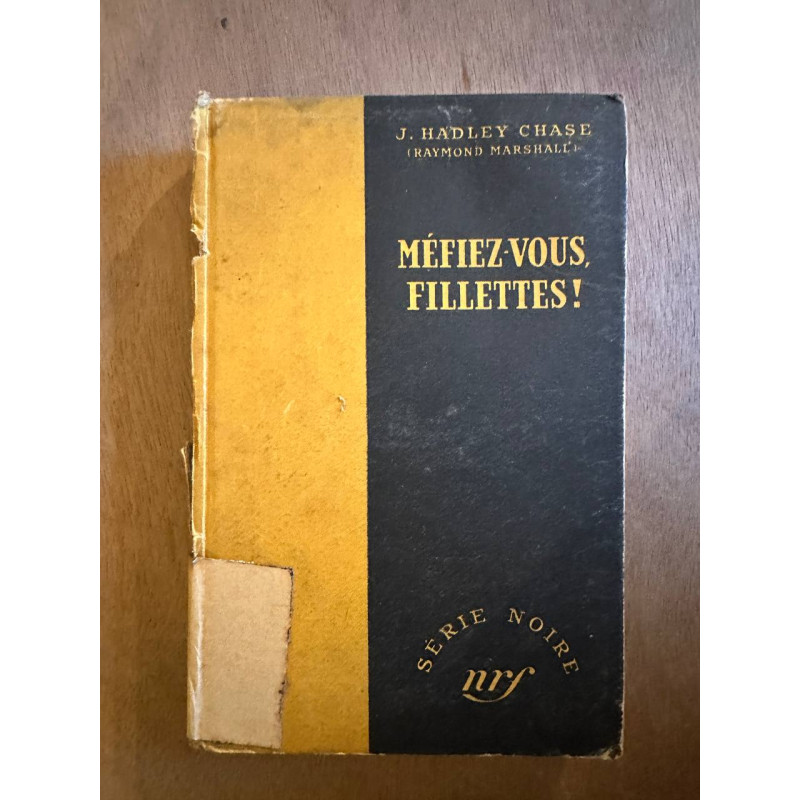 J. HADLEY CHASE
(RAYMOND MARSHALL)
MÉFIEZ-VOUS,
FILLETTES!
SÉRIE NOIRE
nrf